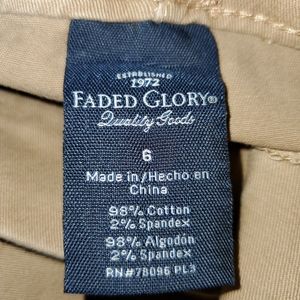 ESTABLISHED
1972
FADED GLORY®
Quality Goods
6
Made in/Hecho en
China
98% Cotton
2% Spandex
98% Algodón
2% Spandex
RN#78096 PL3